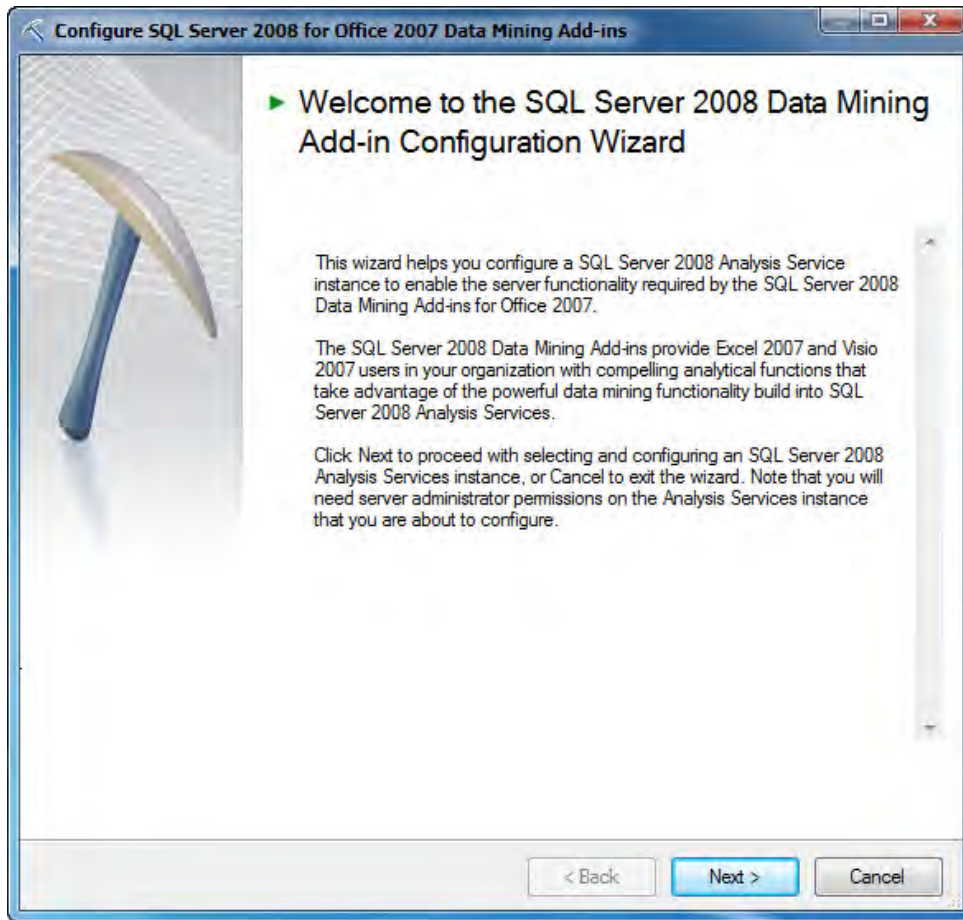 Configure SQL Server 2008 for Office 2007 Data Mining Add-ins
Welcome to the SQL Server 2008 Data Mining
Add-in Configuration Wizard
This wizard helps you configure a SQL Server 2008 Analysis Service
instance to enable the server functionality required by the SQL Server 2008
Data Mining Add-ins for Office 2007.
The SQL Server 2008 Data Mining Add-ins provide Excel 2007 and Visio
2007 users in your organization with compelling analytical functions that
take advantage of the powerful data mining functionality build into SQL
Server 2008 Analysis Services.
Click Next to proceed with selecting and configuring an SQL Server 2008
Analysis Services instance, or Cancel to exit the wizard. Note that you will
need server administrator permissions on the Analysis Services instance
that you are about to configure.
< Back
Next >
Cancel